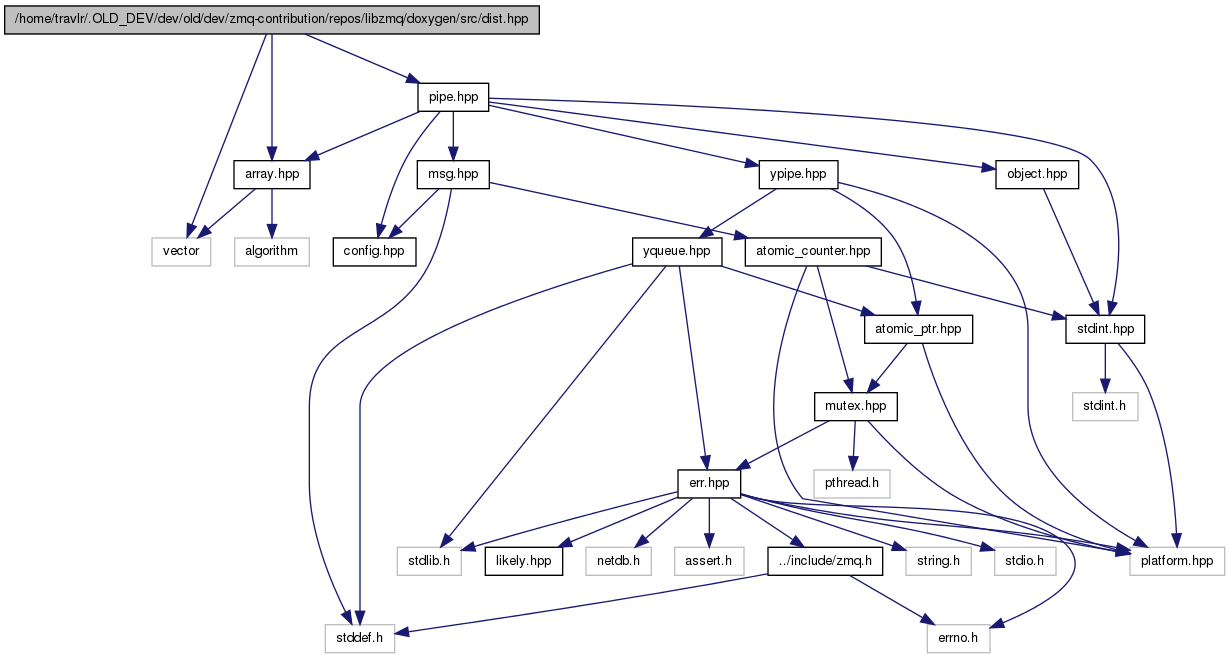 /home/travlr/.OLD_DEV/dev/old/dev/zmq-contribution/repos/libzmq/doxygen/src/dist.hpp
pipe.hpp
array.hpp
msg.hpp
ypipe.hpp
object.hpp
vector
algorithm
config.hpp
yqueue.hpp
atomic_counter.hpp
atomic_ptr.hpp
stdint.hpp
mutex.hpp
stdint.h
err.hpp
pthread.h
stdlib.h
likely.hpp
netdb.h
assert.h
../include/zmq.h
string.h
stdio.h
platform.hpp
stddef.h
errno.h